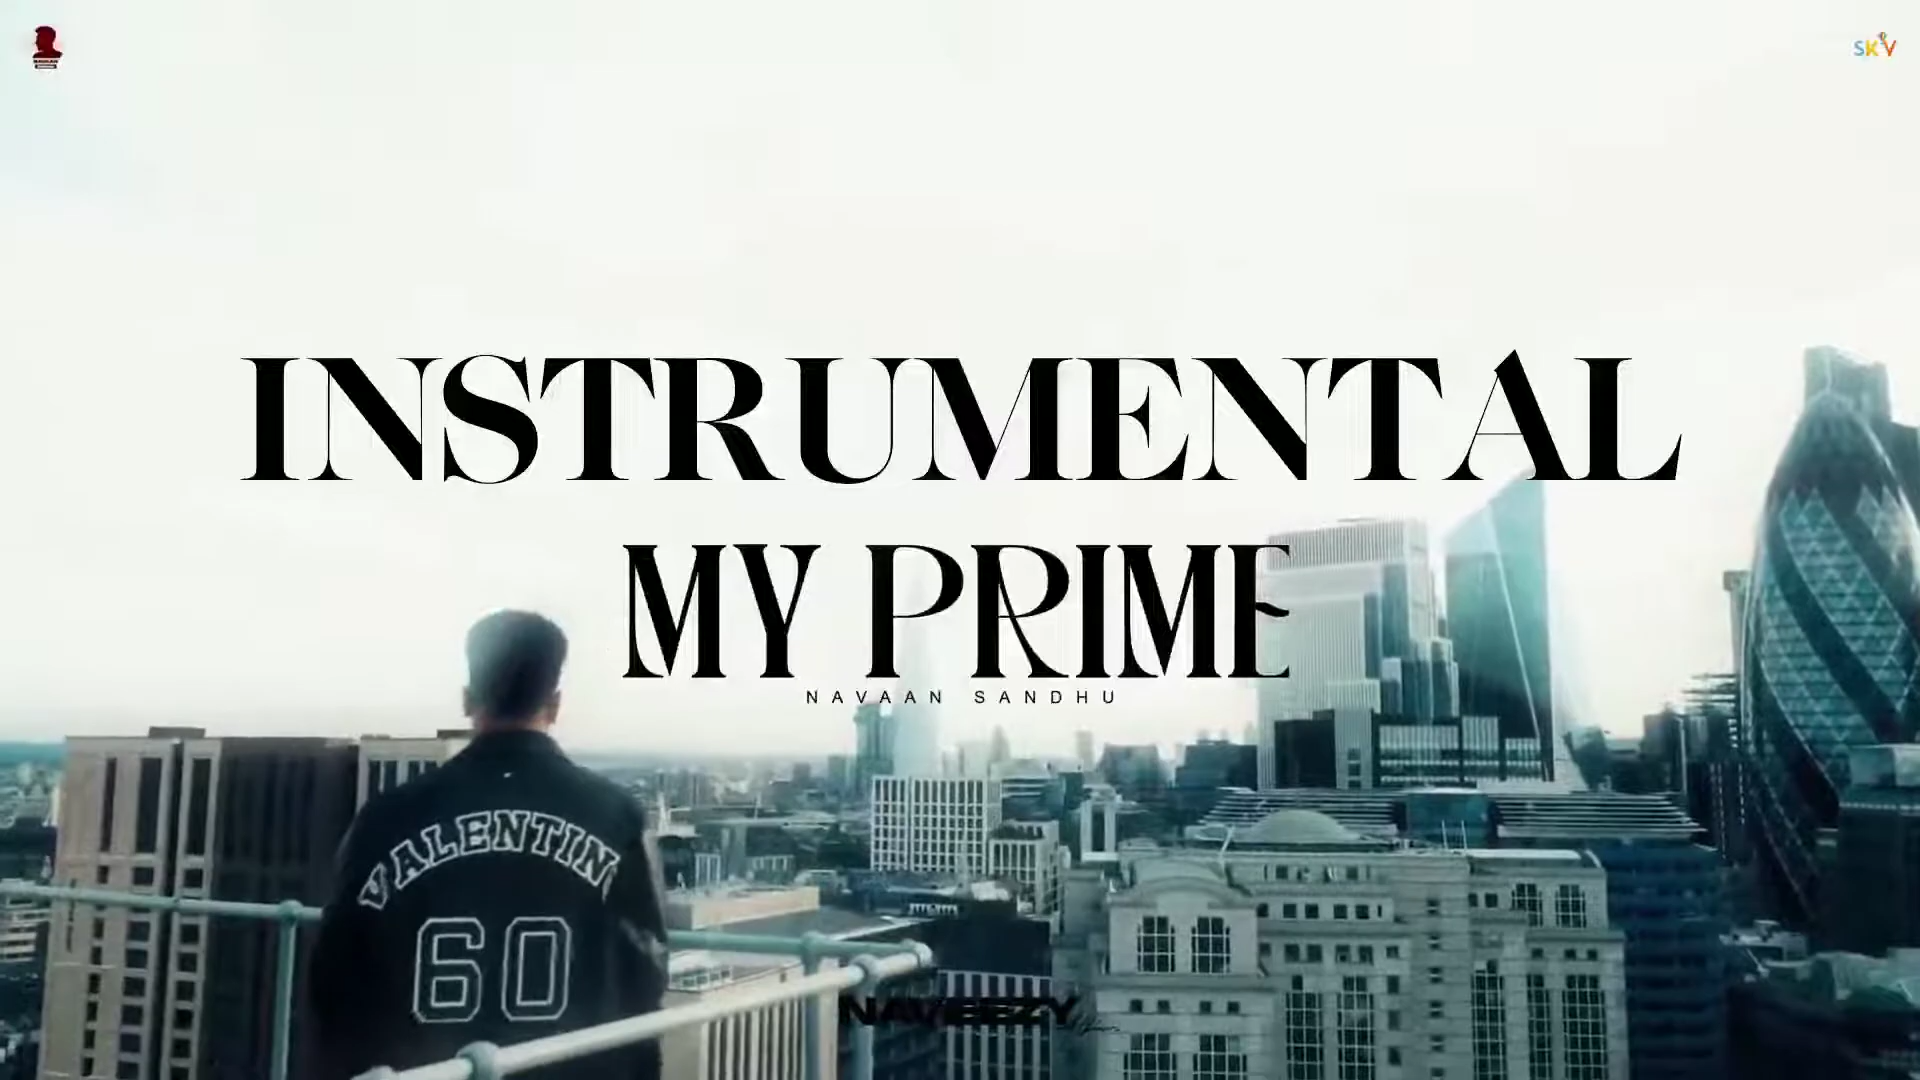 SKV
INSTRUMENTAL
MY PRIME
NAVAAN SANDHU
VALENTINO
60
NAVEEZY